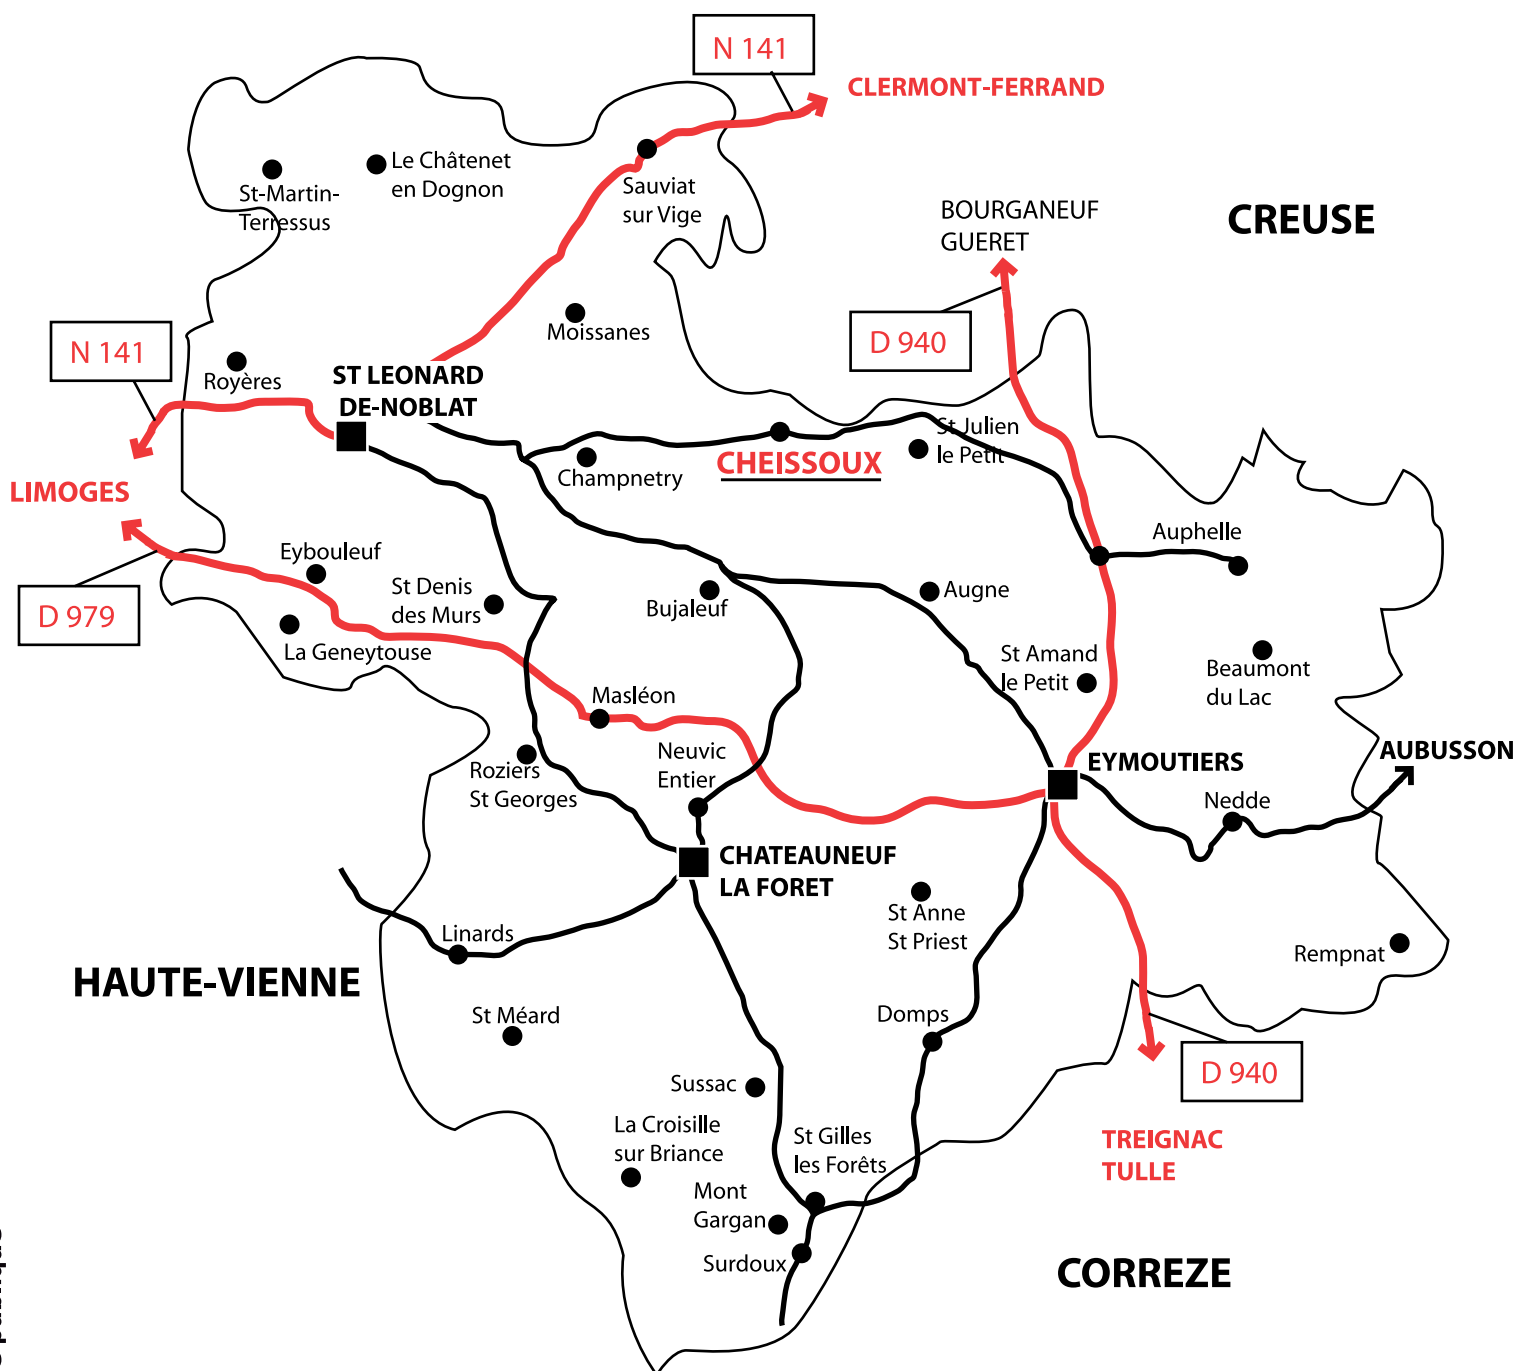 N 141
CLERMONT-FERRAND
Le Châtenet
en Dognon
St-Martin-
Terressus
Sauviat
sur Vige
BOURGANEUF
GUERET
CREUSE
N 141
Moissanes
D 940
Royères
ST LEONARD
DE-NOBLAT
St Julien
le Petit
CHEISSOUX
Champnetry
LIMOGES
Auphelle
Eybouleuf
St Denis
des Murs
Bujaleuf
Augne
D 979
La Geneytouse
St Amand
le Petit
Beaumont
du Lac
Masléon
Neuvic
Entier
Roziers
St Georges
EYMOUTIERS
AUBUSSON
Nedde
CHATEAUNEUF
LA FORET
St Anne
St Priest
Linards
Rempnat
HAUTE-VIENNE
St Méard
Domps
Sussac
D 940
La Croisille
sur Briance
St Gilles
les Forêts
TREIGNAC
TULLE
Mont
Gargan
Surdoux
CORREZE